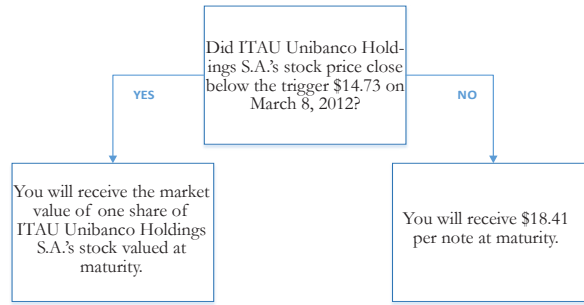 Did ITAU Unibanco Hold-
ings S.A.'s stock price close
below the trigger $14.73 on
March 8, 2012?
YES
NO
You will receive the market
value of one share of
ITAU Unibanco Holdings
S.A.'s stock valued at
maturity.
You will receive $18.41
per note at maturity.